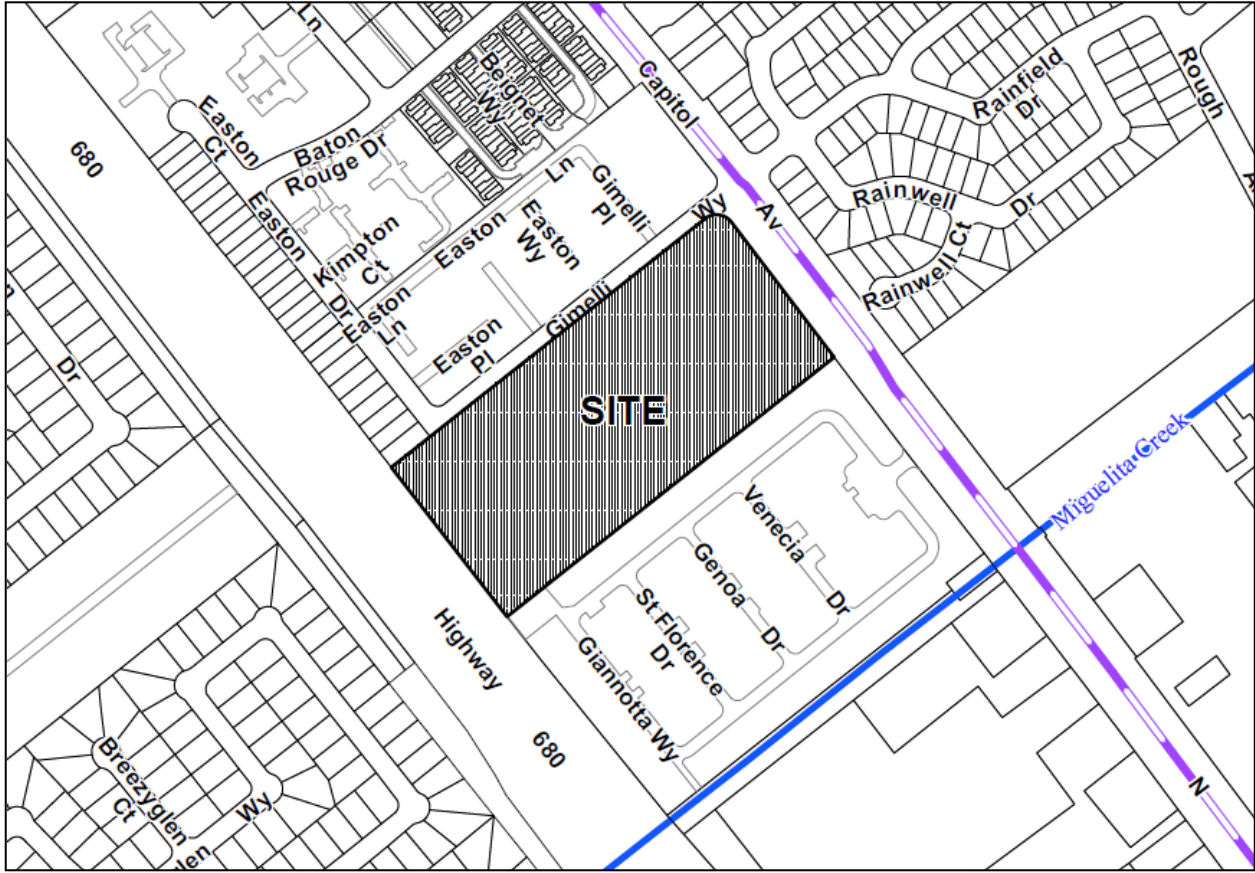 Ln
Capitol
Av
N
680
Easton
Ct
Baton
Rouge Dr
Beignet
Wy
Rainfield
Dr
Rough
Rainwell
Dr
Rainwell Ct
Easton
Dr
Kimpton
Ct
Easton
Ln
Easton
Wy
Gimelli
Pl
Easton
Ln
Easton
Pl
Gimelli
Wy
Dr
SITE
Miguelita Creek
Venecia
Dr
Genoa
Dr
St Florence
Dr
Giannotta Wy
Highway
680
Breezyglen
Ct
glen
Wy